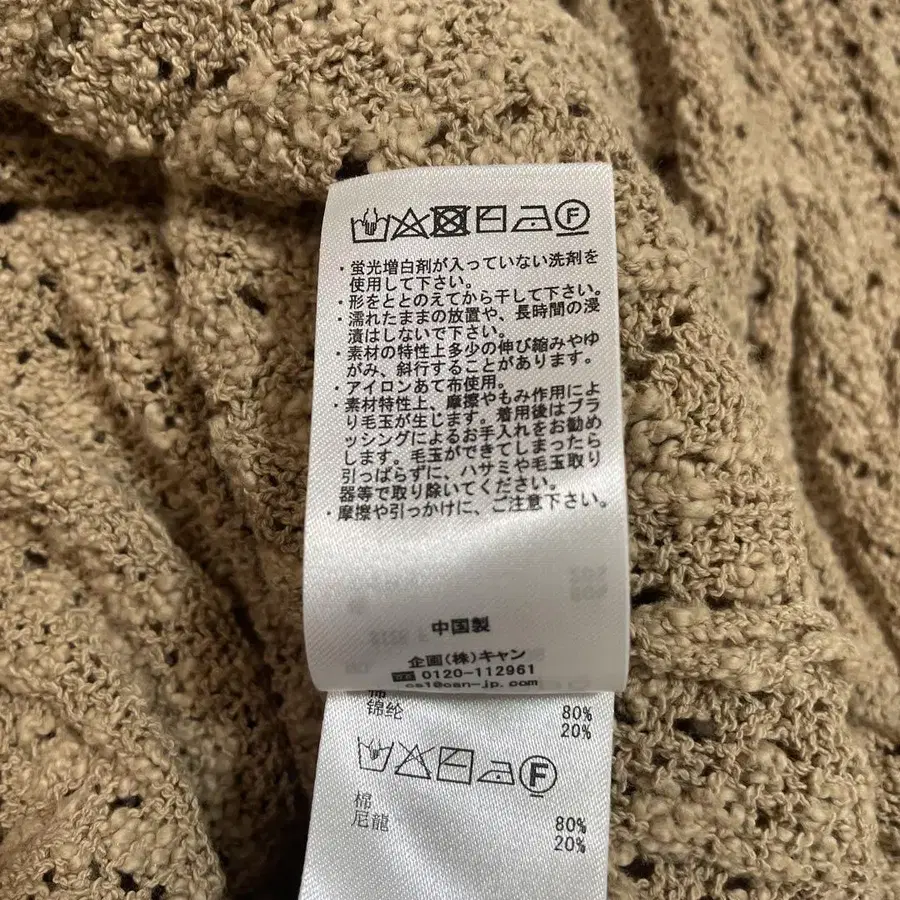 ・蛍光増白剤が入っていない洗剤を
使用して下さい。
・形をととのえてから干して下さい。
・濡れたままの放置や、長時間の浸
漬はしないで下さい。
・素材の特性上多少の伸び縮みやゆ
がみ、斜行することがあります。
・アイロンあて布使用。
・素材特性上、摩擦やもみ作用によ
り毛玉が生じます。着用後はブラ
ッシングによるお手入れをお勧め
します。毛玉ができてしまったら
引っぱらずに、ハサミや毛玉取り
器等で取り除いてください。
・摩擦や引っかけに、ご注意下さい。
中国製
企画(株)キャン
0120-112961
cs1@can-jp.com
80%
锦纶 20%
棉 80%
尼龍 20%